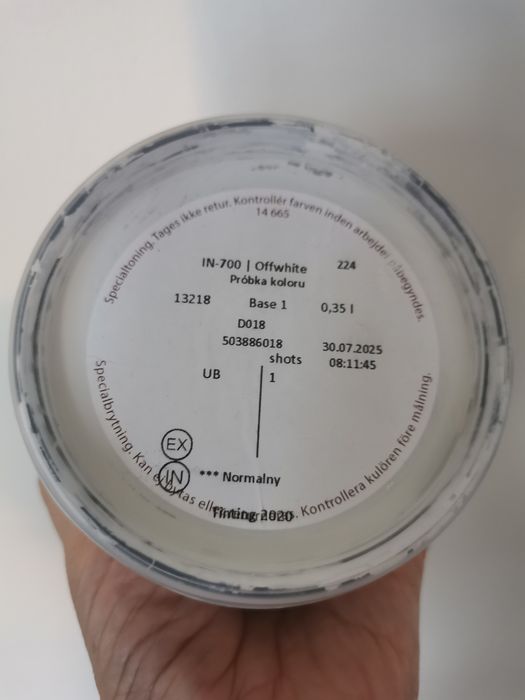 Specialtoning. Tages ikke retur. Kontrollér farven inden arbejdet påbegyndes.
14 665
IN-700 | Offwhite 224
Próbka koloru
13218 Base 1 0,35 l
D018
503886018 30.07.2025
shots 08:11:45
UB 1
EX
IN *** Normalny
Specialbrytning. Kan ej Kontrollera kulören före målning.
Tinting 2020